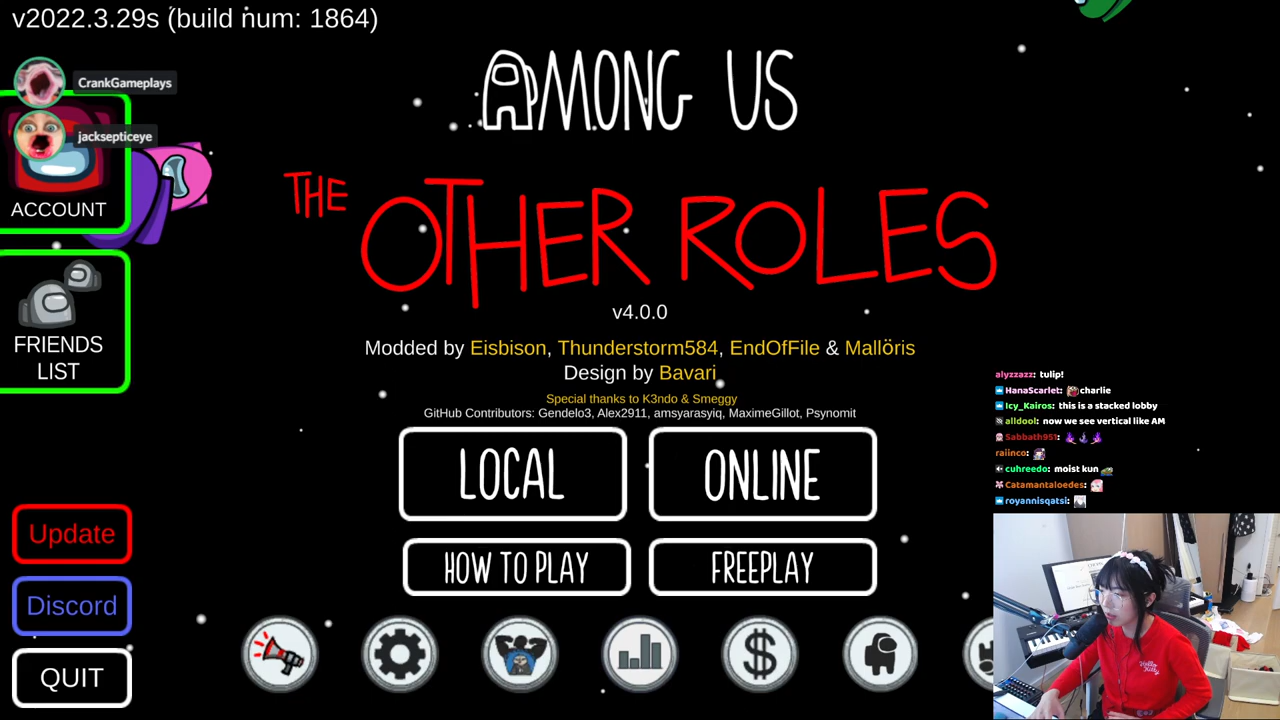 v2022.3.29s (build num: 1864)
CrankGameplays
jacksepticeye
ACCOUNT
FRIENDS
LIST
AMONG US
THE OTHER ROLES
v4.0.0
Modded by Eisbison, Thunderstorm584, EndOfFile & Mallöris
Design by Bavari
Special thanks to K3ndo & Smeggy
GitHub Contributors: Gendelo3, Alex2911, amsyarasyiq, MaximeGillot, Psynomit
LOCAL
ONLINE
HOW TO PLAY
FREEPLAY
Update
Discord
QUIT
$
alyzzazz: tulip!
HanaScarlet: charlie
Icy_Kairos: this is a stacked lobby
alldool: now we see vertical like AM
Sabbath951:
raiinco:
cuhreedo: moist kun
Catamantaloedes:
royannisqatsi:
Hello
Kitty